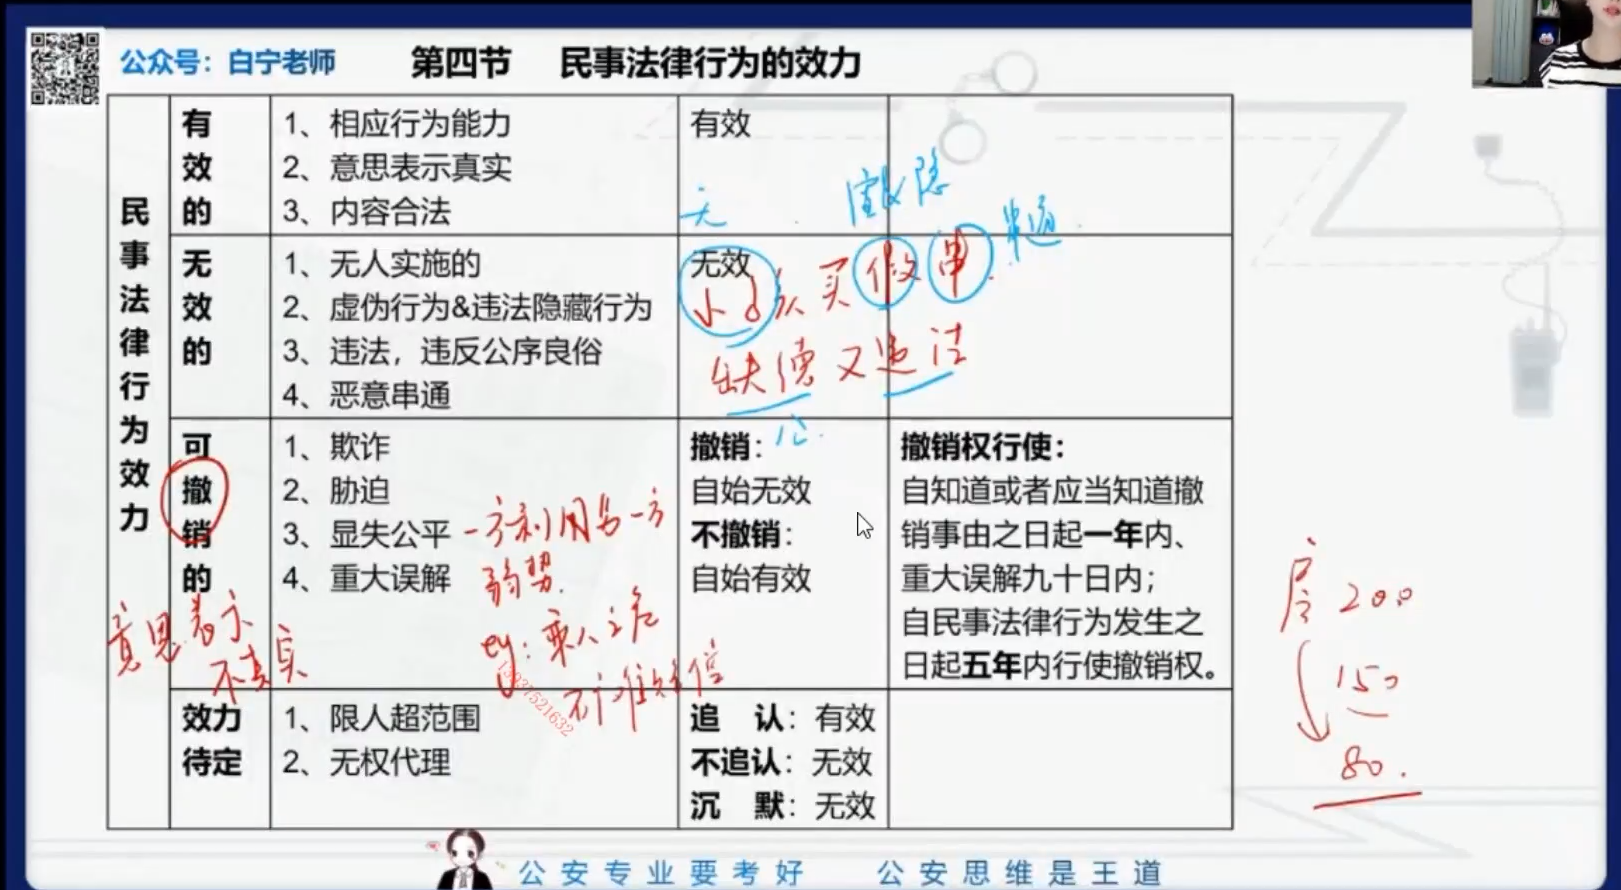 公众号：白宁老师
第四节 民事法律行为的效力
民事法律行为效力
有效的
1、相应行为能力
2、意思表示真实
3、内容合法
有效
无效的
1、无人实施的
2、虚伪行为&违法隐藏行为
3、违法，违反公序良俗
4、恶意串通
无效
无
串通
买假串
缺德又违法
公
可撤销的
1、欺诈
2、胁迫
3、显失公平
4、重大误解
一方利用另一方
弱势
eg：乘人之危
意思表示
不真实
撤销：
自始无效
不撤销：
自始有效
撤销权行使：
自知道或者应当知道撤
销事由之日起一年内、
重大误解九十日内；
自民事法律行为发生之
日起五年内行使撤销权。
房 200
150
80.
效力待定
1、限人超范围
2、无权代理
追 认：有效
不追认：无效
沉 默：无效
13937521632
公安专业要考好 公安思维是王道